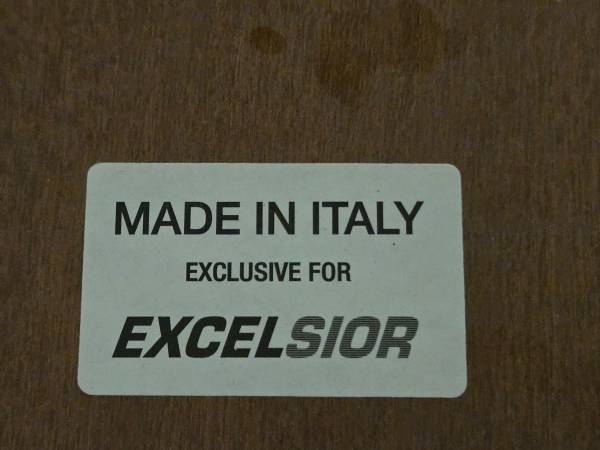 MADE IN ITALY
EXCLUSIVE FOR
EXCELSIOR